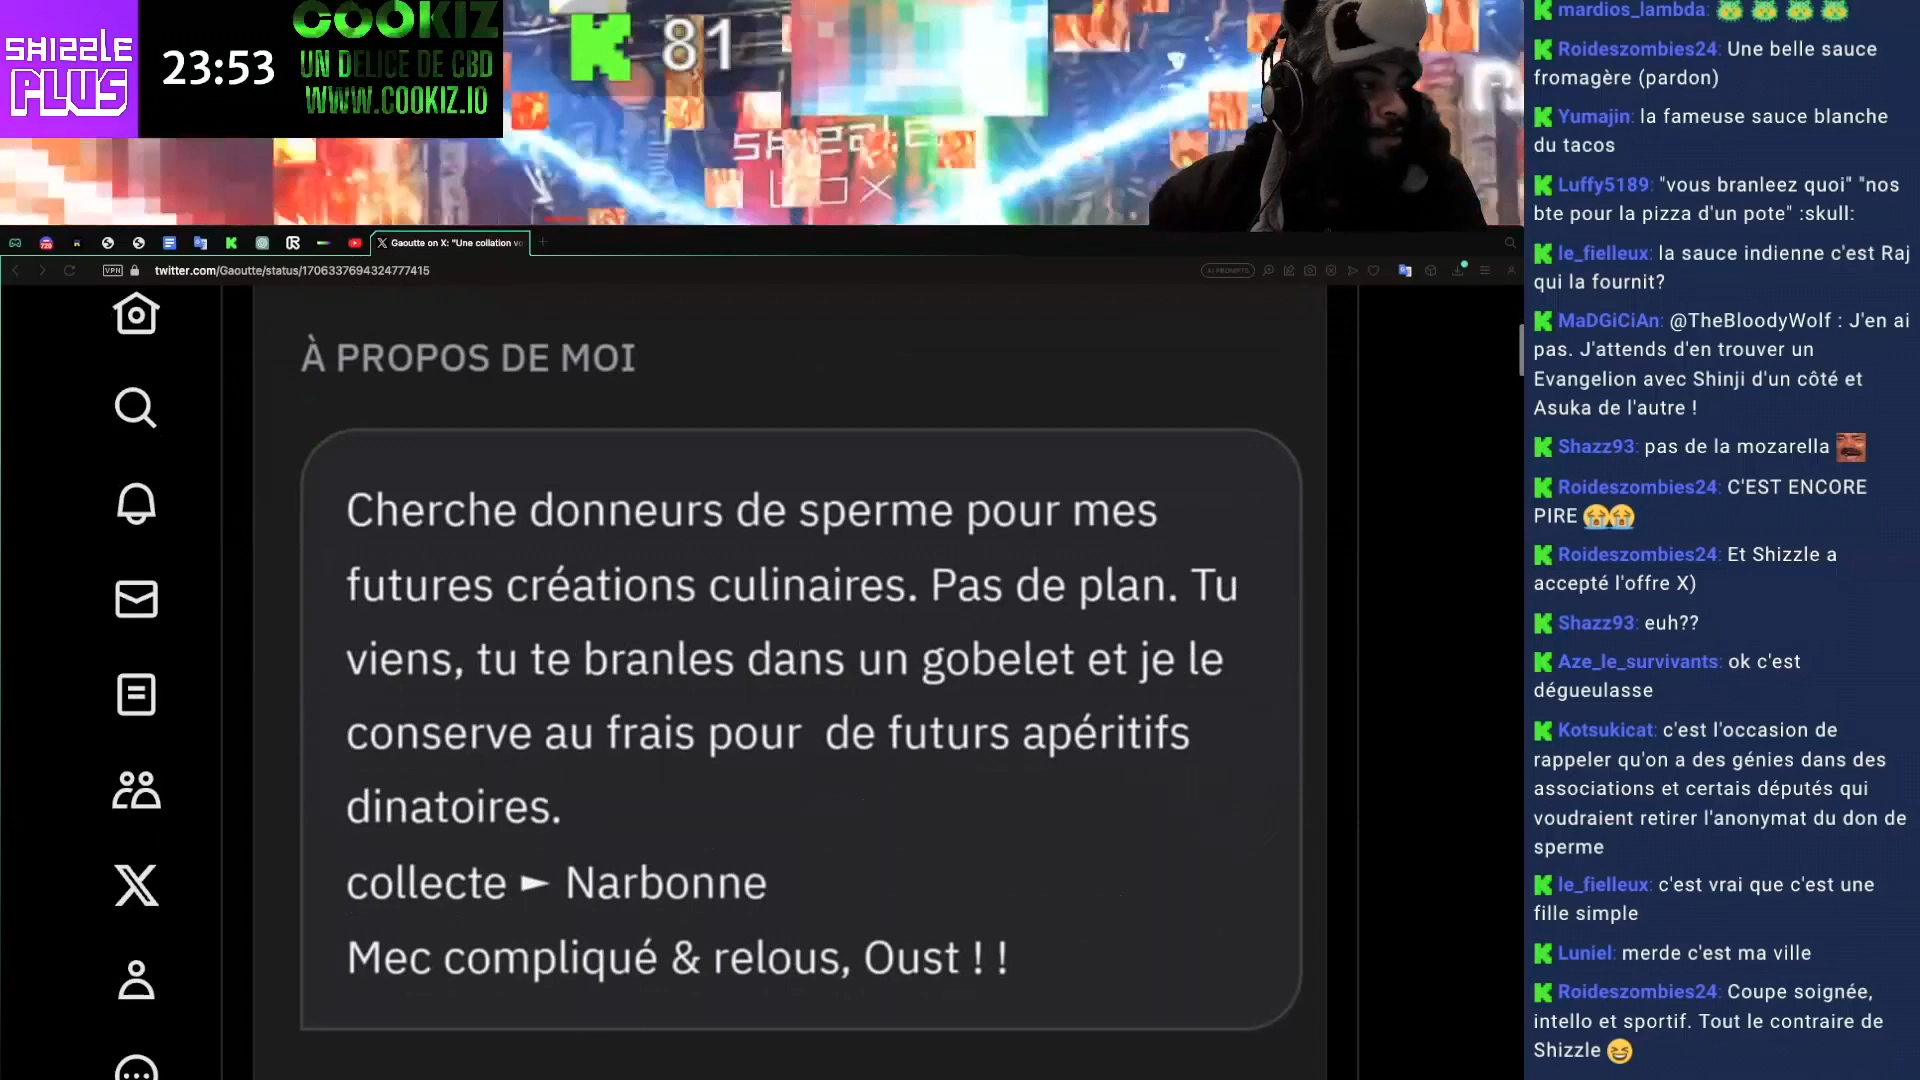 SHIZZLE
PLUS
23:53
COOKIZ
UN DELICE DE CBD
WWW.COOKIZ.IO
K 81
Gaoutte on X: "Une collation vo
VPN
twitter.com/Gaoutte/status/1706337694324777415
AI PROMPTS
À PROPOS DE MOI
Cherche donneurs de sperme pour mes
futures créations culinaires. Pas de plan. Tu
viens, tu te branles dans un gobelet et je le
conserve au frais pour de futurs apéritifs
dinatoires.
collecte ► Narbonne
Mec compliqué & relous, Oust ! !
mardios_lambda:
Roideszombies24: Une belle sauce
fromagère (pardon)
Yumajin: la fameuse sauce blanche
du tacos
Luffy5189: "vous branleez quoi" "nos
bte pour la pizza d'un pote" :skull:
le_fielleux: la sauce indienne c'est Raj
qui la fournit?
MaDGiCiAn: @TheBloodyWolf : J'en ai
pas. J'attends d'en trouver un
Evangelion avec Shinji d'un côté et
Asuka de l'autre !
Shazz93: pas de la mozarella
Roideszombies24: C'EST ENCORE
PIRE 😭😭
Roideszombies24: Et Shizzle a
accepté l'offre X)
Shazz93: euh??
Aze_le_survivants: ok c'est
dégueulasse
Kotsukicat: c'est l'occasion de
rappeler qu'on a des génies dans des
associations et certais députés qui
voudraient retirer l'anonymat du don de
sperme
le_fielleux: c'est vrai que c'est une
fille simple
Luniel: merde c'est ma ville
Roideszombies24: Coupe soignée,
intello et sportif. Tout le contraire de
Shizzle 😆